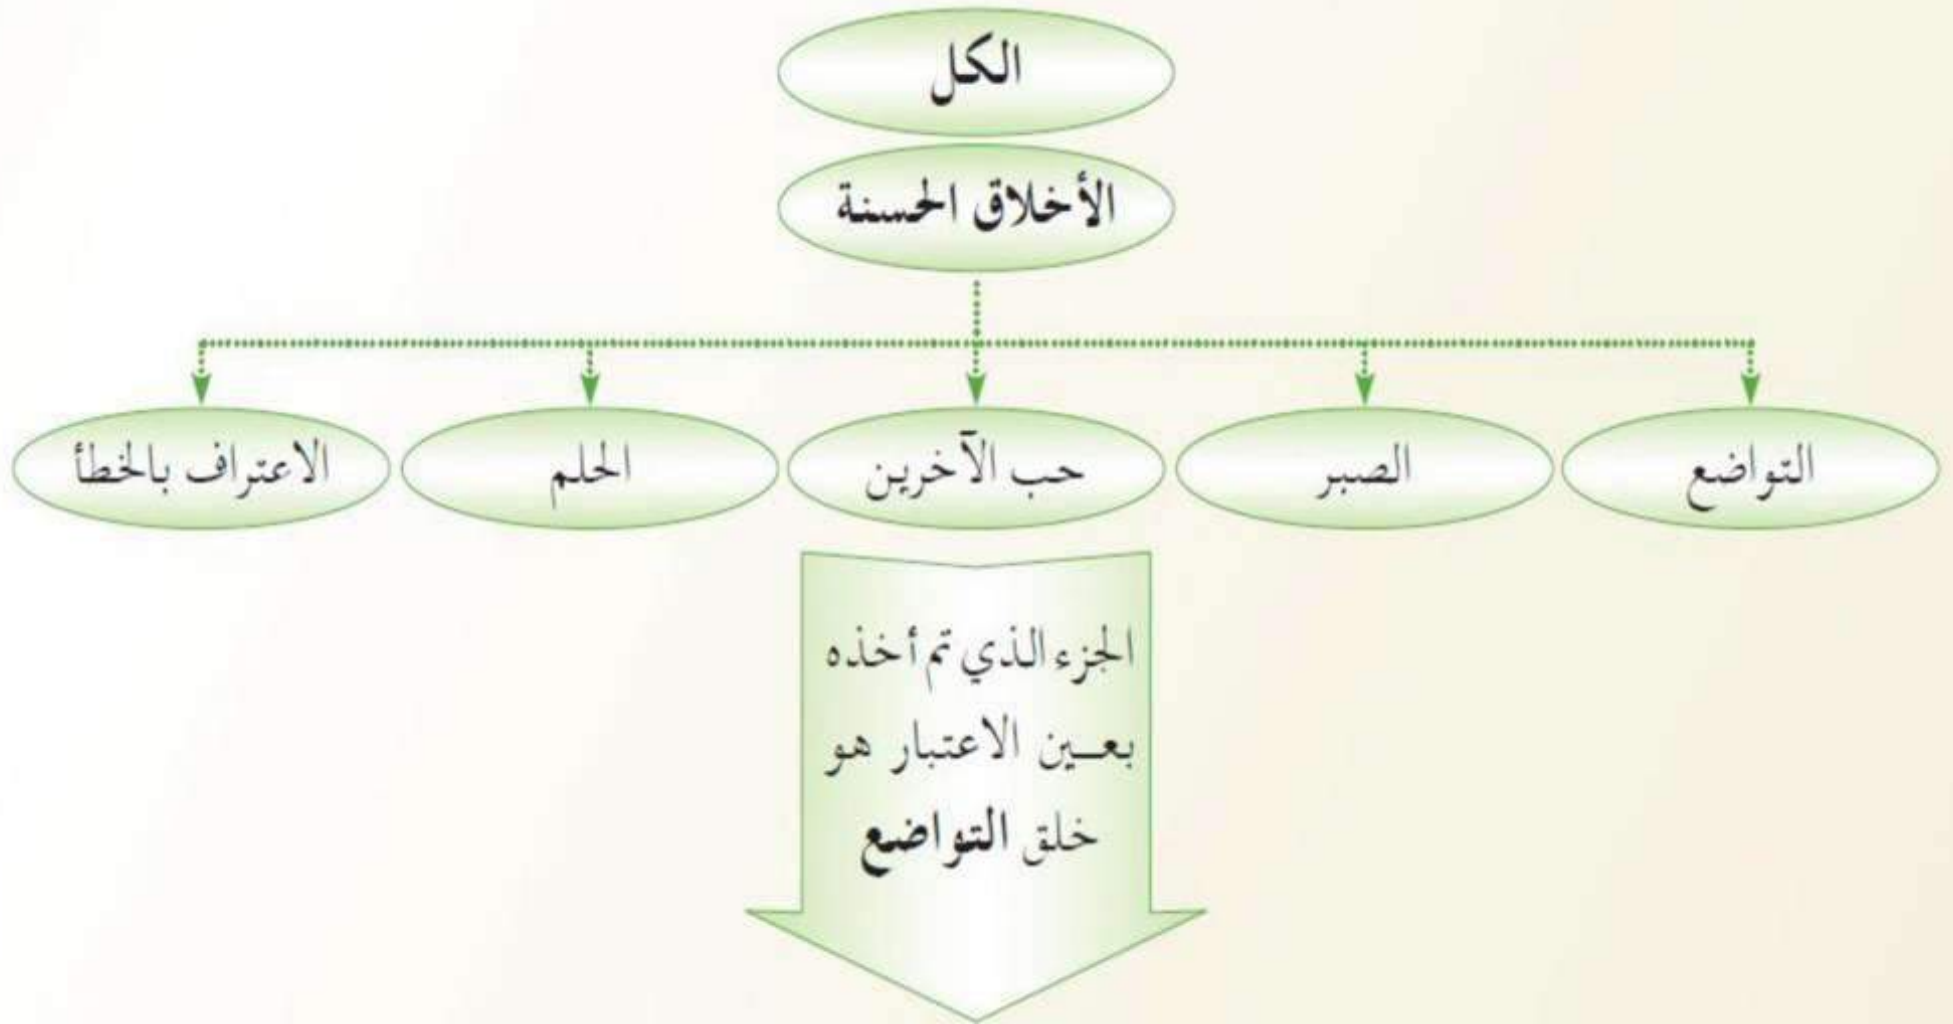 الكل
الأخلاق الحسنة
التواضع
الصبر
حب الآخرين
الحلم
الاعتراف بالخطأ
الجزء الذي تم أخذه
بعين الاعتبار هو
خلق التواضع